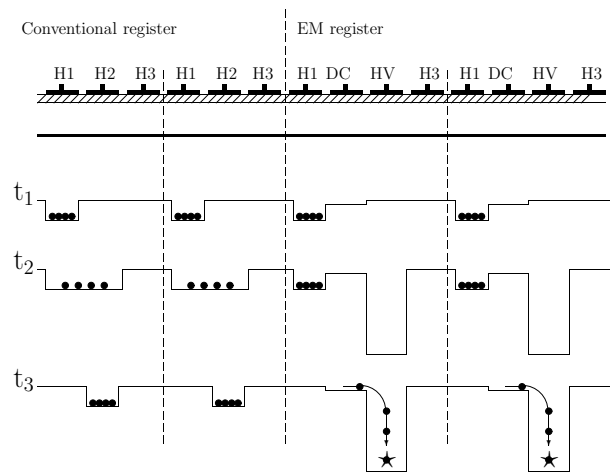 Conventional register EM register
H1 H2 H3 H1 H2 H3 H1 DC HV H3 H1 DC HV H3
t1
t2
t3